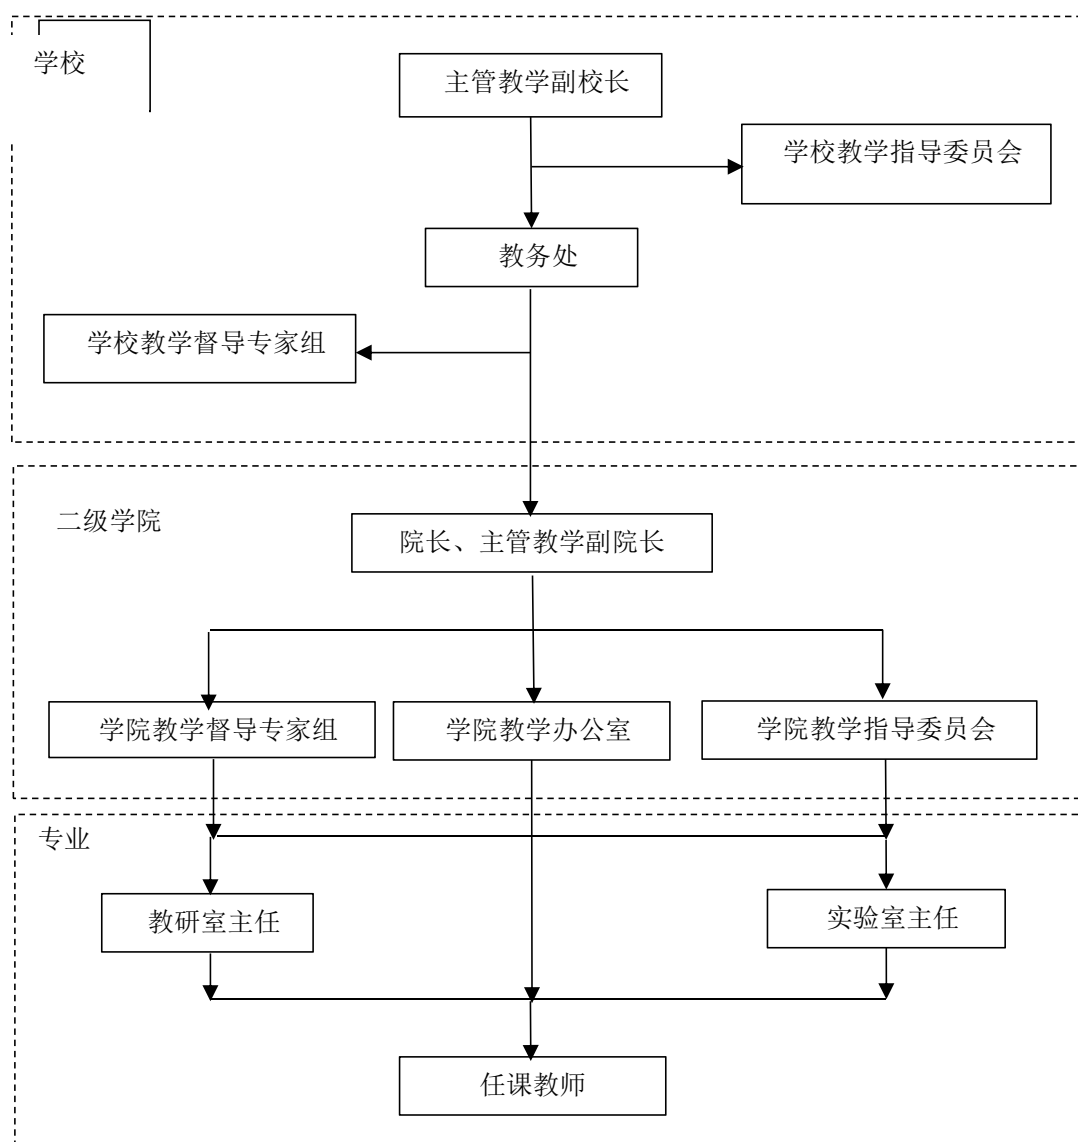 学校
主管教学副校长
学校教学指导委员会
教务处
学校教学督导专家组
二级学院
院长、主管教学副院长
学院教学督导专家组
学院教学办公室
学院教学指导委员会
专业
教研室主任
实验室主任
任课教师